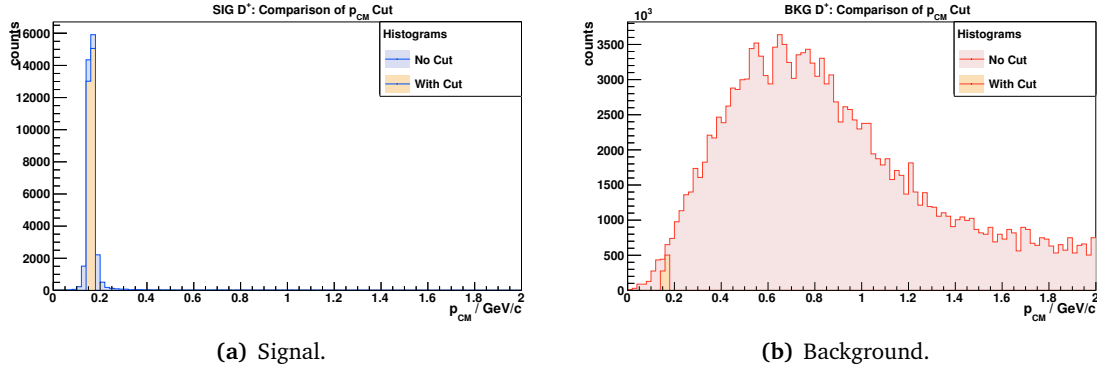 SIG D⁺: Comparison of p_CM Cut
counts
16000
14000
12000
10000
8000
6000
4000
2000
0
0 0.2 0.4 0.6 0.8 1 1.2 1.4 1.6 1.8 2
p_CM / GeV/c
Histograms
No Cut
With Cut
(a) Signal.
BKG D⁺: Comparison of p_CM Cut
×10³
counts
3500
3000
2500
2000
1500
1000
500
0
0 0.2 0.4 0.6 0.8 1 1.2 1.4 1.6 1.8 2
p_CM / GeV/c
Histograms
No Cut
With Cut
(b) Background.